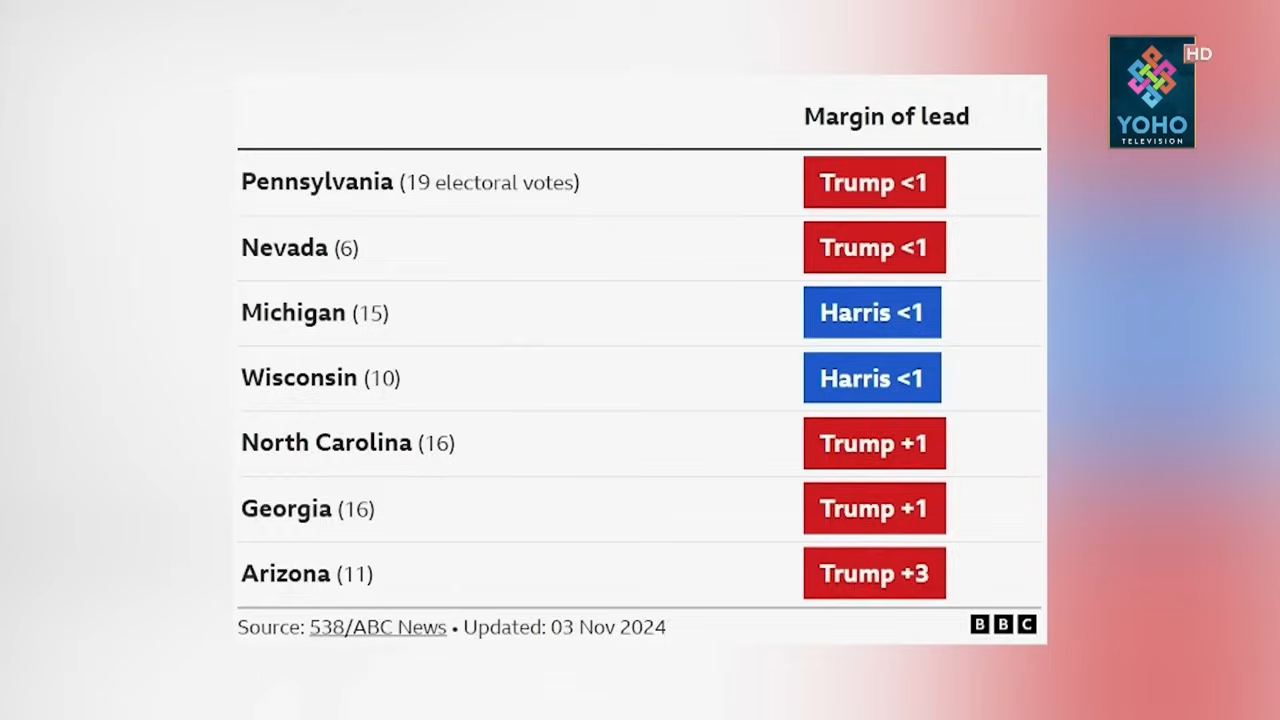 HD
YOHO
TELEVISION
Margin of lead
Pennsylvania (19 electoral votes) Trump <1
Nevada (6) Trump <1
Michigan (15) Harris <1
Wisconsin (10) Harris <1
North Carolina (16) Trump +1
Georgia (16) Trump +1
Arizona (11) Trump +3
Source: 538/ABC News • Updated: 03 Nov 2024 BBC